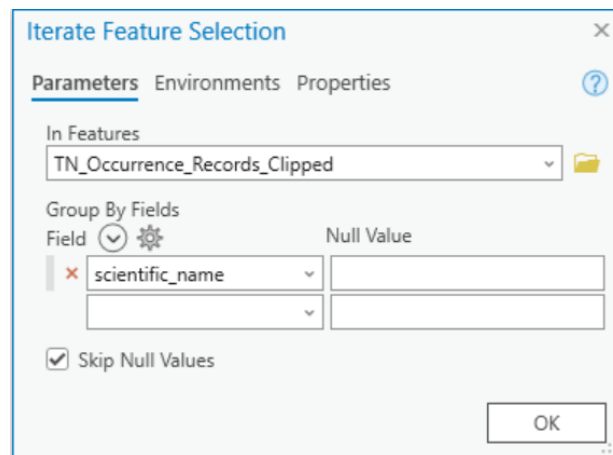 Iterate Feature Selection
Parameters Environments Properties
In Features
TN_Occurrence_Records_Clipped
Group By Fields
Field Null Value
scientific_name
Skip Null Values
OK